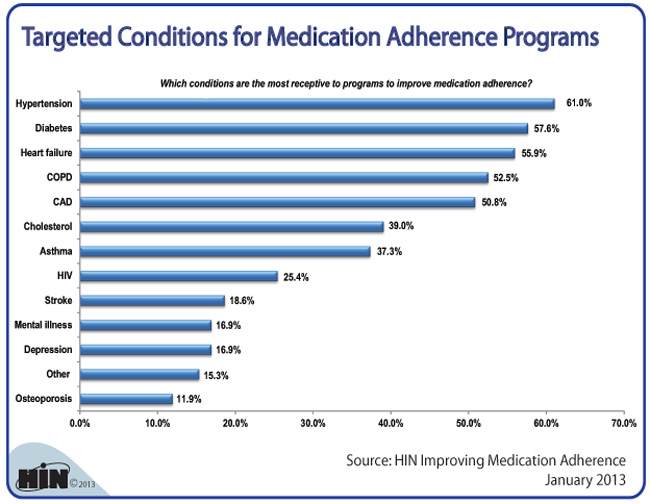 Targeted Conditions for Medication Adherence Programs
Which conditions are the most receptive to programs to improve medication adherence?
Hypertension 61.0%
Diabetes 57.6%
Heart failure 55.9%
COPD 52.5%
CAD 50.8%
Cholesterol 39.0%
Asthma 37.3%
HIV 25.4%
Stroke 18.6%
Mental illness 16.9%
Depression 16.9%
Other 15.3%
Osteoporosis 11.9%
0.0% 10.0% 20.0% 30.0% 40.0% 50.0% 60.0% 70.0%
Source: HIN Improving Medication Adherence
January 2013
HIN © 2013